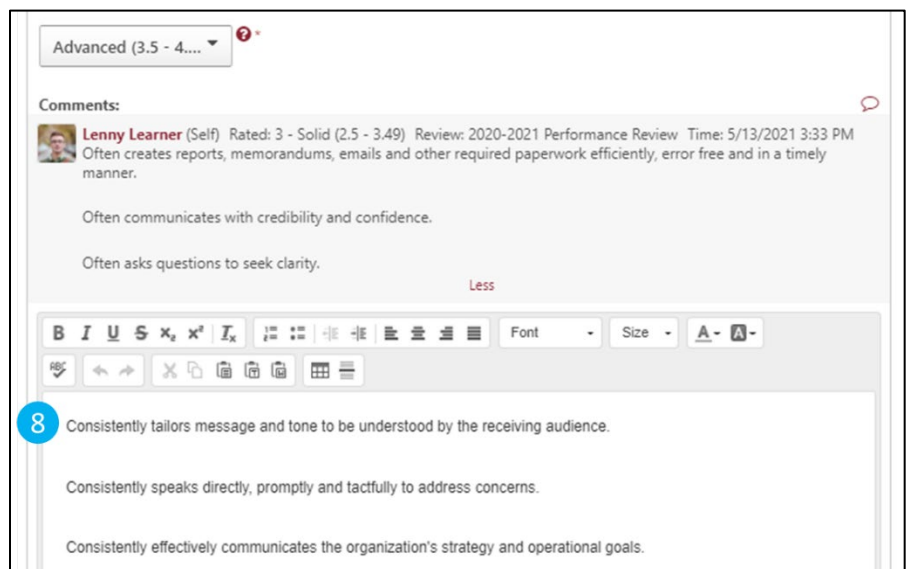 Advanced (3.5 - 4....
Comments:
Lenny Learner (Self) Rated: 3 - Solid (2.5 - 3.49) Review: 2020-2021 Performance Review Time: 5/13/2021 3:33 PM
Often creates reports, memorandums, emails and other required paperwork efficiently, error free and in a timely
manner.
Often communicates with credibility and confidence.
Often asks questions to seek clarity.
Less
B I U S x₂ x² Iₓ Font Size A A
ABC
8
Consistently tailors message and tone to be understood by the receiving audience.
Consistently speaks directly, promptly and tactfully to address concerns.
Consistently effectively communicates the organization's strategy and operational goals.